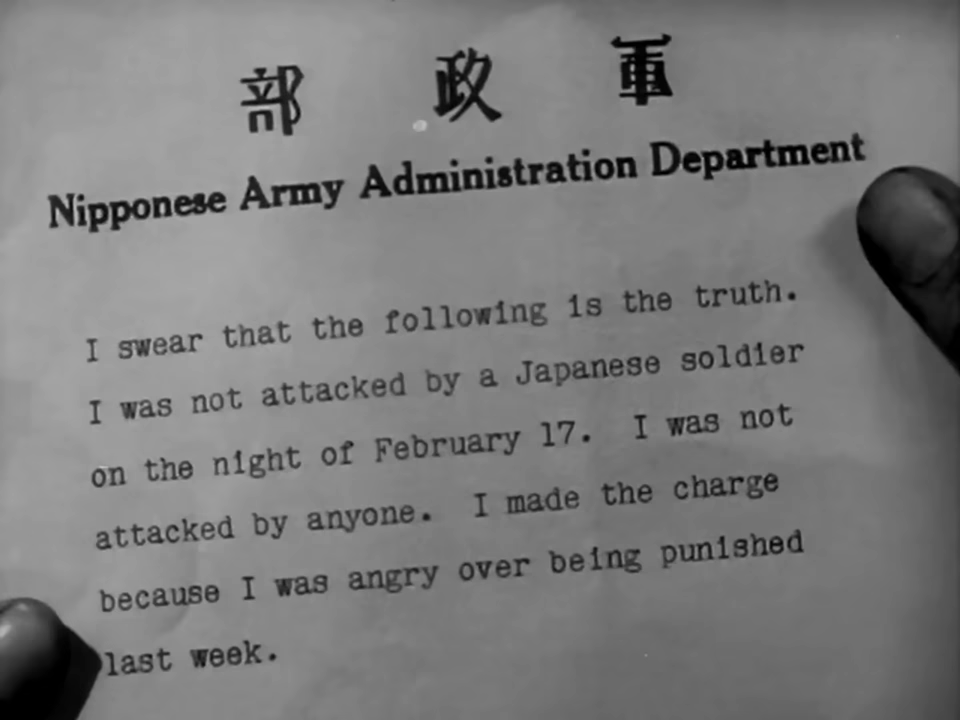 部政軍
Nipponese Army Administration Department
I swear that the following is the truth.
I was not attacked by a Japanese soldier
on the night of February 17. I was not
attacked by anyone. I made the charge
because I was angry over being punished
last week.